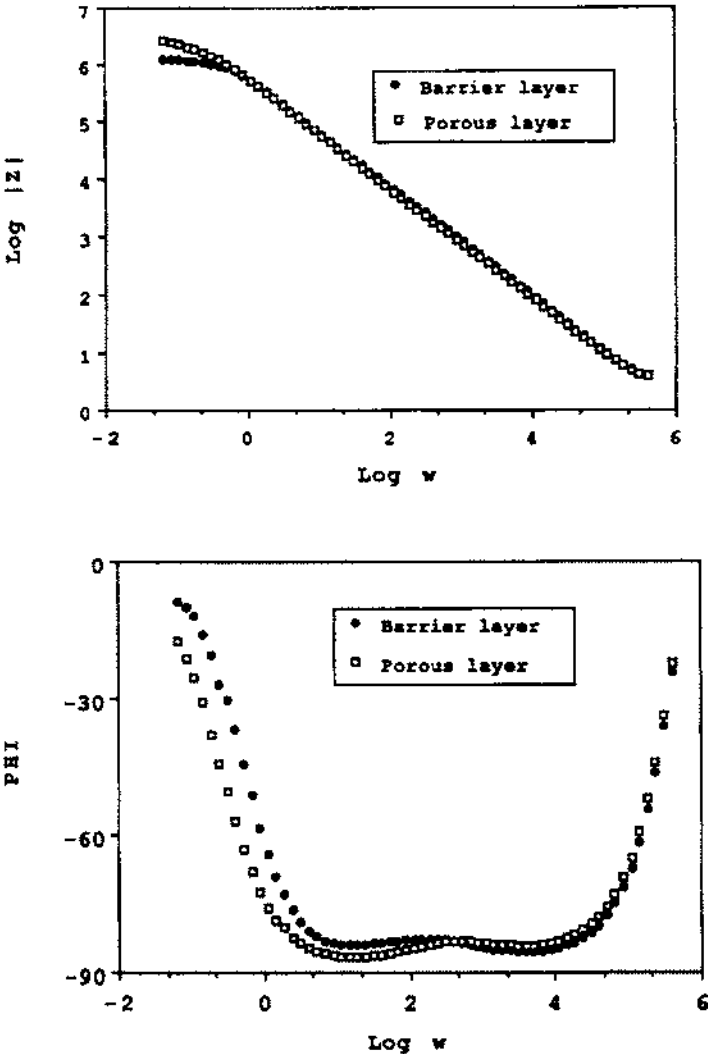 7
6
5
4
3
2
1
0
Log |Z|
● Barrier layer
□ Porous layer
-2 0 2 4 6
Log w
0
-30
-60
-90
PHI
● Barrier layer
□ Porous layer
-2 0 2 4 6
Log w